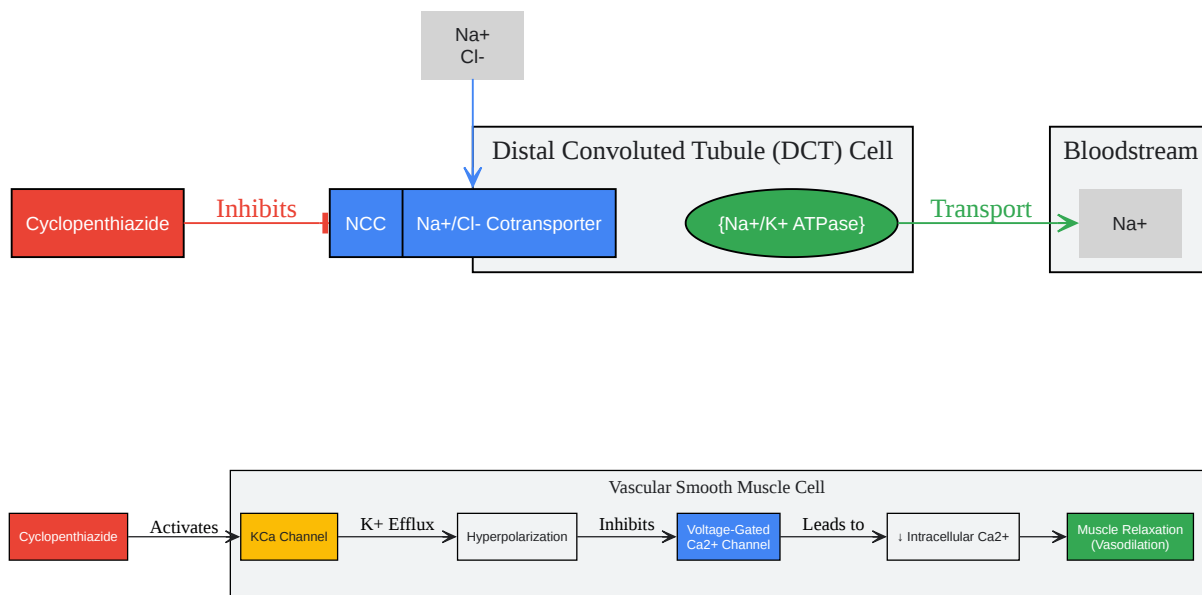 Na+
Cl-
Distal Convoluted Tubule (DCT) Cell
Bloodstream
Cyclopenthiazide
Inhibits
NCC
Na+/Cl- Cotransporter
{Na+/K+ ATPase}
Transport
Na+
Vascular Smooth Muscle Cell
Cyclopenthiazide
Activates
KCa Channel
K+ Efflux
Hyperpolarization
Inhibits
Voltage-Gated
Ca2+ Channel
Leads to
↓ Intracellular Ca2+
Muscle Relaxation
(Vasodilation)